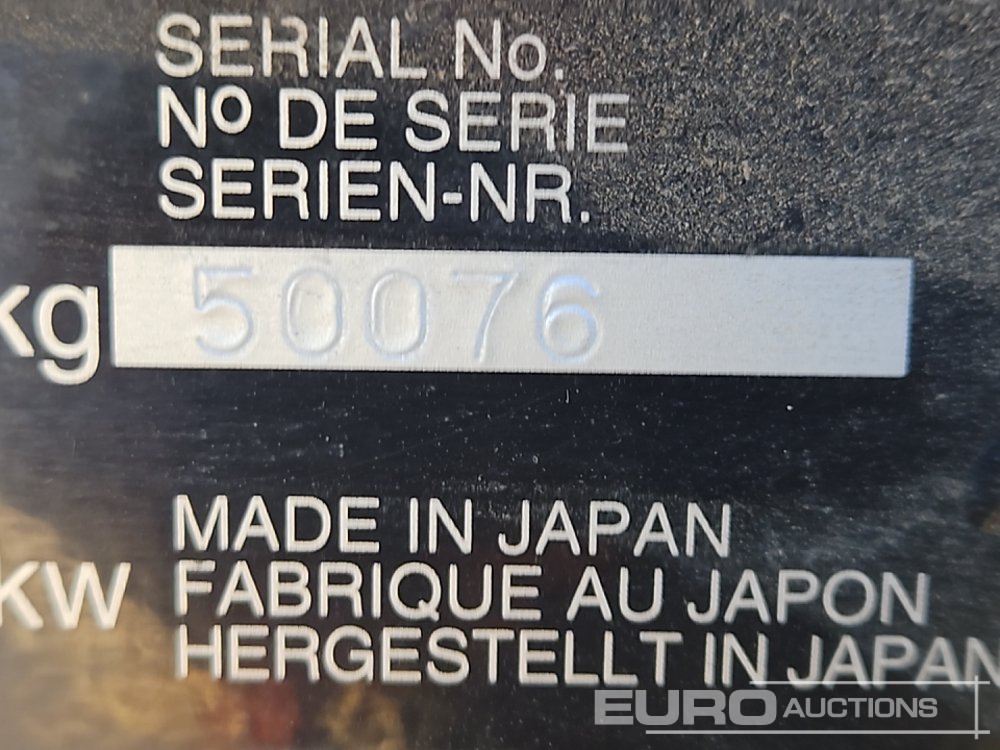 SERIAL No.
Nº DE SERIE
SERIEN-NR.
kg 50076
MADE IN JAPAN
KW FABRIQUE AU JAPON
HERGESTELLT IN JAPAN
EURO AUCTIONS